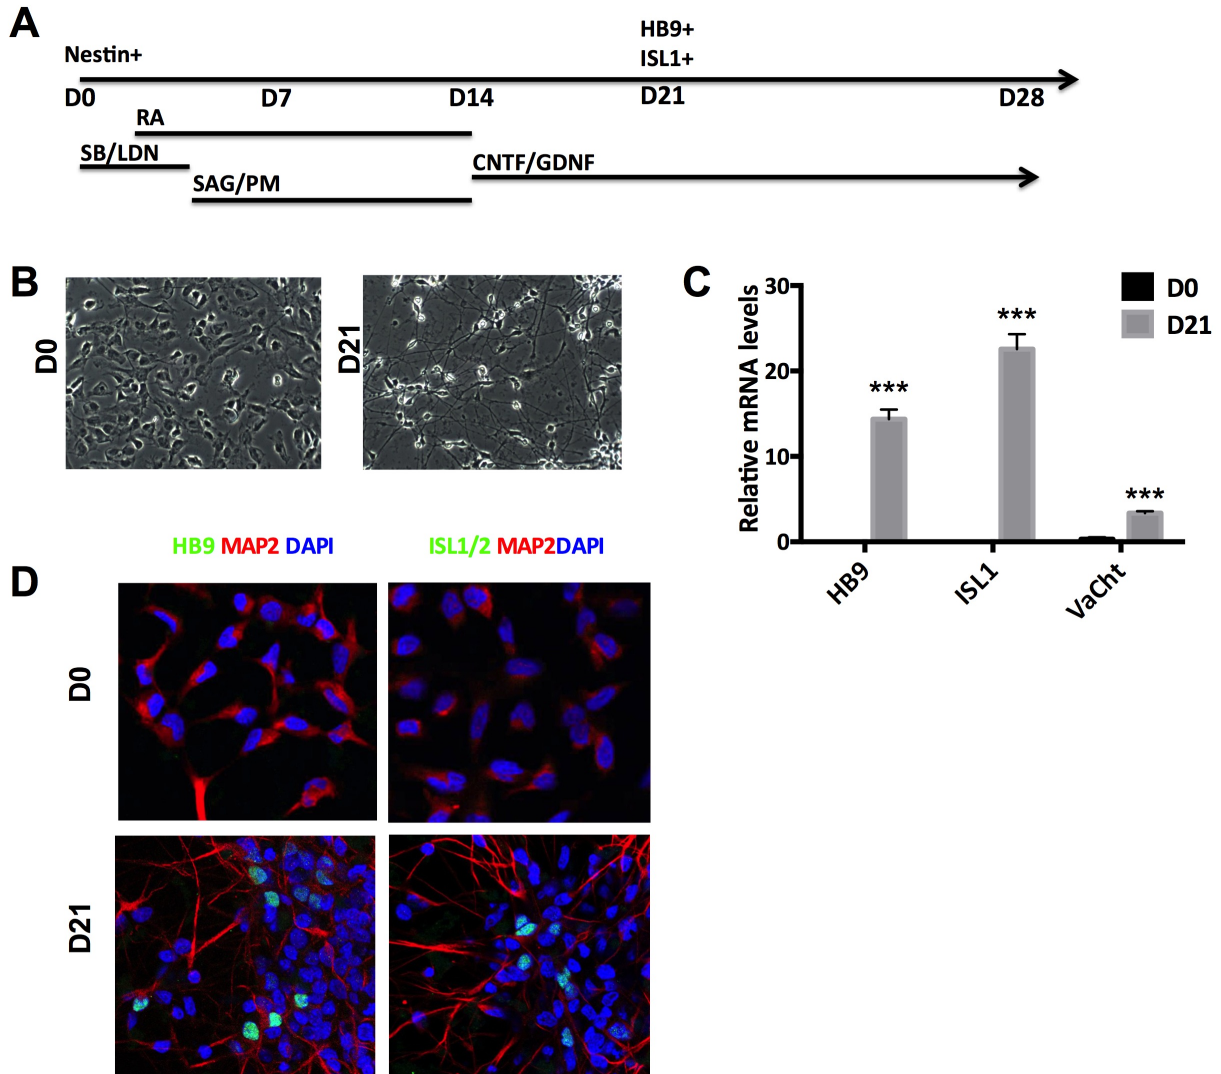 A
HB9+
Nestin+
ISL1+
D0 D7 D14 D21 D28
RA
SB/LDN
CNTF/GDNF
SAG/PM
B
D0
D21
C
Relative mRNA levels
30
20
10
0
***
***
***
D0
D21
HB9
ISL1
VaCht
HB9 MAP2 DAPI
ISL1/2 MAP2DAPI
D
D0
D21